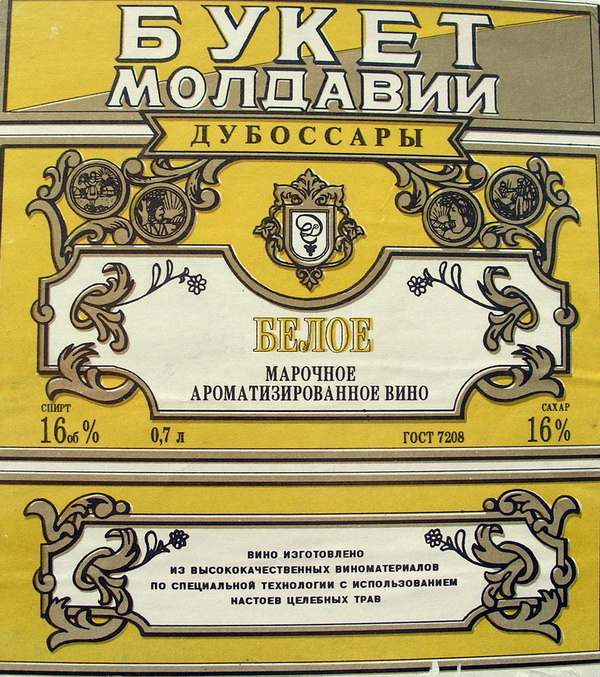 БУКЕТ
МОЛДАВИИ
ДУБОССАРЫ
БЕЛОЕ
МАРОЧНОЕ
АРОМАТИЗИРОВАННОЕ ВИНО
СПИРТ
16об %
0,7 л
ГОСТ 7208
САХАР
16%
ВИНО ИЗГОТОВЛЕНО
ИЗ ВЫСОКОКАЧЕСТВЕННЫХ ВИНОМАТЕРИАЛОВ
ПО СПЕЦИАЛЬНОЙ ТЕХНОЛОГИИ С ИСПОЛЬЗОВАНИЕМ
НАСТОЕВ ЦЕЛЕБНЫХ ТРАВ